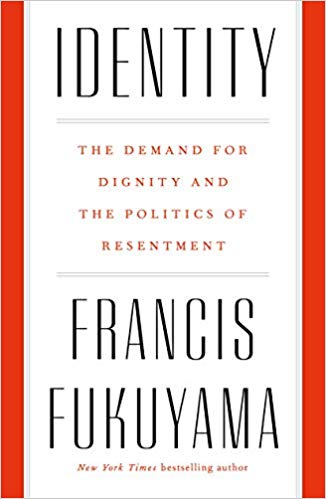 IDENTITY
THE DEMAND FOR
DIGNITY AND
THE POLITICS OF
RESENTMENT
FRANCIS
FUKUYAMA
New York Times bestselling author